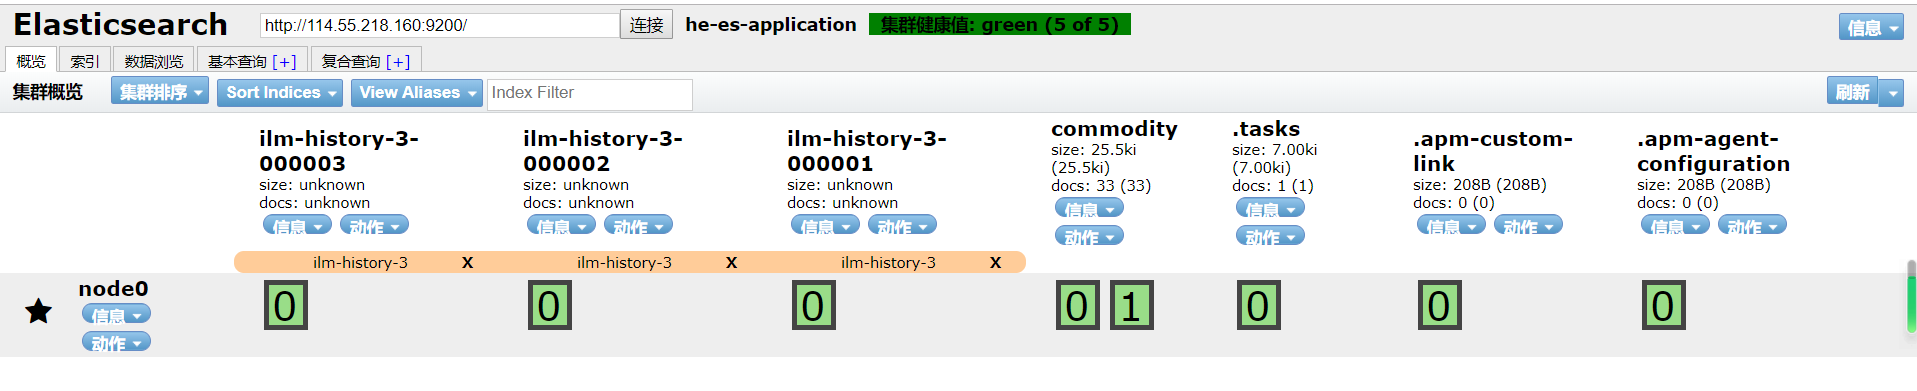 Elasticsearch http://114.55.218.160:9200/ 连接 he-es-application 集群健康值: green (5 of 5) 信息
概览 索引 数据浏览 基本查询 [+] 复合查询 [+]
集群概览 集群排序 Sort Indices View Aliases Index Filter 刷新
ilm-history-3-
000003
size: unknown
docs: unknown
信息 动作
ilm-history-3-
000002
size: unknown
docs: unknown
信息 动作
ilm-history-3-
000001
size: unknown
docs: unknown
信息 动作
commodity
size: 25.5ki
(25.5ki)
docs: 33 (33)
信息
动作
.tasks
size: 7.00ki
(7.00ki)
docs: 1 (1)
信息
动作
.apm-custom-
link
size: 208B (208B)
docs: 0 (0)
信息 动作
.apm-agent-
configuration
size: 208B (208B)
docs: 0 (0)
信息 动作
ilm-history-3 X ilm-history-3 X ilm-history-3 X
node0
信息
动作
0 0 0 0 1 0 0 0